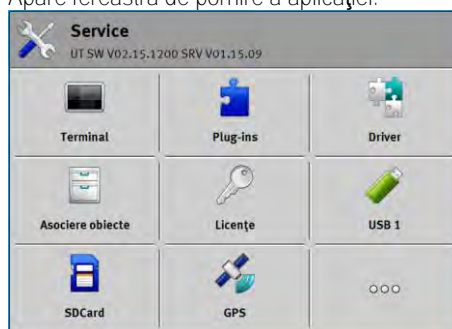 Apare fereastra de pornire a aplicației.
Service
UT SW V02.15.1200 SRV V01.15.09
Terminal
Plug-ins
Driver
Asociere obiecte
Licențe
USB 1
SDCard
GPS